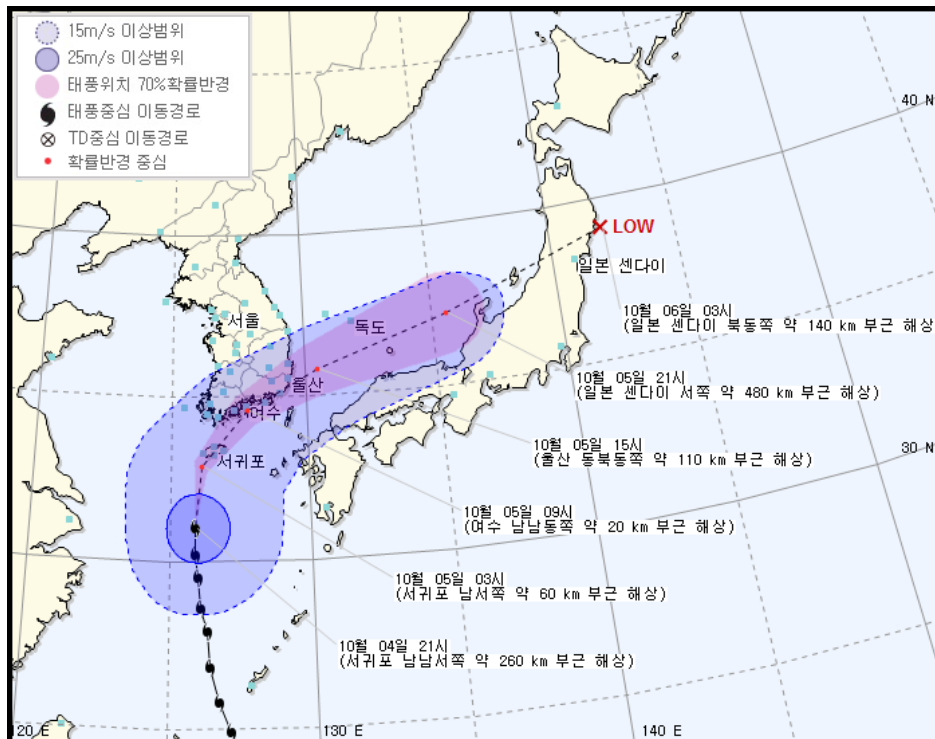 15m/s 이상범위
25m/s 이상범위
태풍위치 70%확률반경
태풍중심 이동경로
TD중심 이동경로
확률반경 중심
40 N
LOW
일본 센다이
10월 06일 03시
(일본 센다이 북동쪽 약 140 km 부근 해상)
서울
독도
울산
여수
서귀포
10월 05일 21시
(일본 센다이 서쪽 약 480 km 부근 해상)
10월 05일 15시
(울산 동북동쪽 약 110 km 부근 해상)
30 N
10월 05일 09시
(여수 남남동쪽 약 20 km 부근 해상)
10월 05일 03시
(서귀포 남서쪽 약 60 km 부근 해상)
10월 04일 21시
(서귀포 남남서쪽 약 260 km 부근 해상)
120 E
130 E
140 E